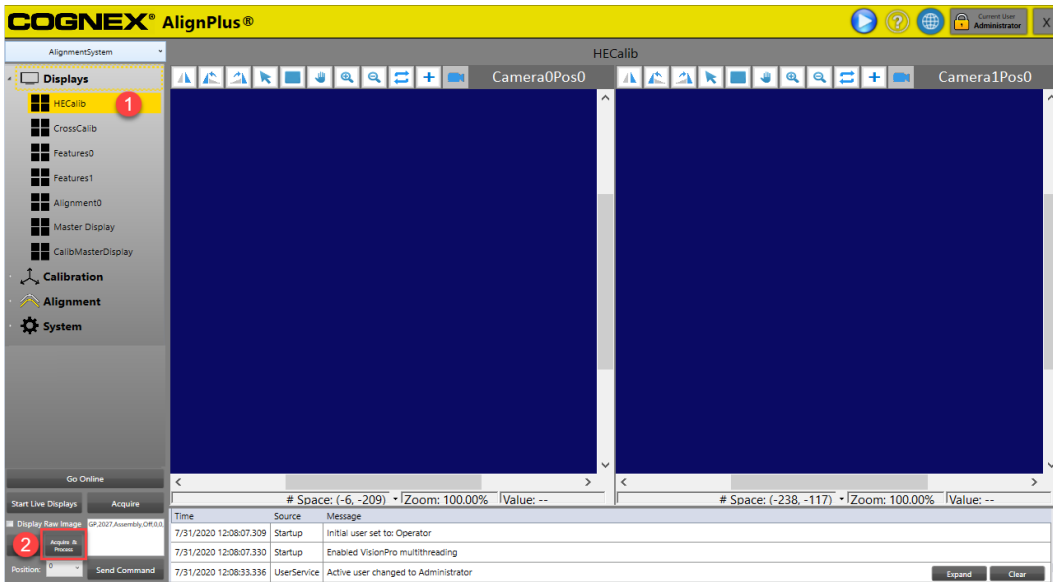 COGNEX® AlignPlus®
Current User
Administrator
X
AlignmentSystem
HECalib
Displays
Camera0Pos0
Camera1Pos0
HECalib
1
CrossCalib
Features0
Features1
Alignment0
Master Display
CalibMasterDisplay
Calibration
Alignment
System
Go Online
Start Live Displays
Acquire
# Space: (-6, -209)
Zoom: 100.00%
Value: --
# Space: (-238, -117)
Zoom: 100.00%
Value: --
Display Raw Image
GP,2027,Assembly,Off,0,0,
2
Acquire &
Process
Position:
0
Send Command
Time Source Message
7/31/2020 12:08:07.309 Startup Initial user set to: Operator
7/31/2020 12:08:07.330 Startup Enabled VisionPro multithreading
7/31/2020 12:08:33.336 UserService Active user changed to Administrator
Expand
Clear